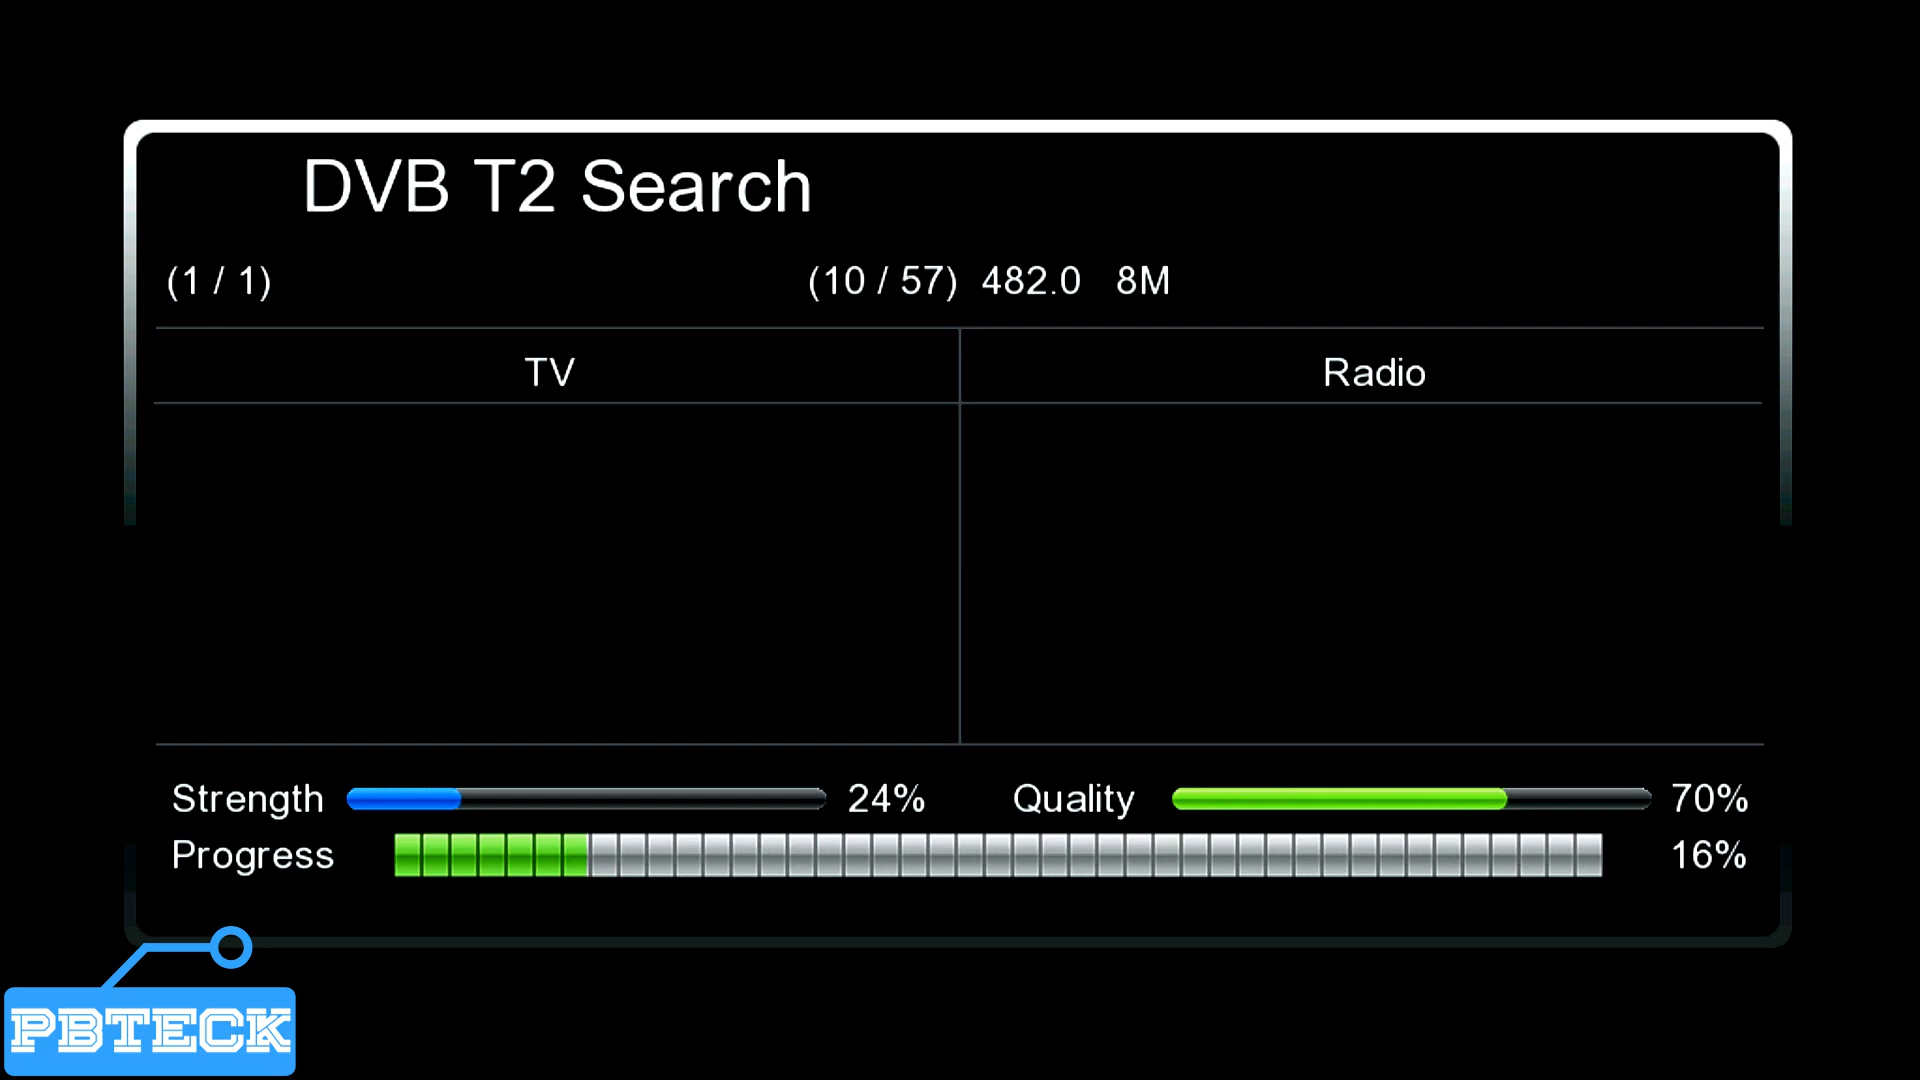 DVB T2 Search
(1 / 1) (10 / 57) 482.0 8M
TV Radio
Strength 24% Quality 70%
Progress 16%
PBTECK